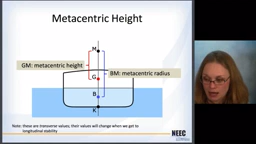 Metacentric Height
M
GM: metacentric height
BM: metacentric radius
G
B
K
Note: these are transverse values, their values will change when we get to
longitudinal stability
NEEC